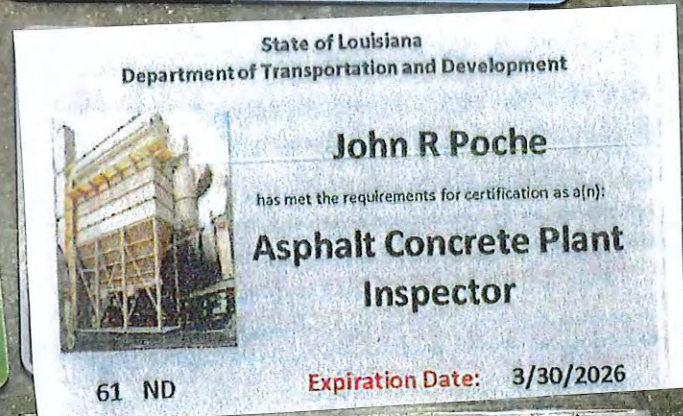 State of Louisiana
Department of Transportation and Development
John R Poche
has met the requirements for certification as a(n):
Asphalt Concrete Plant
Inspector
61 ND
Expiration Date: 3/30/2026